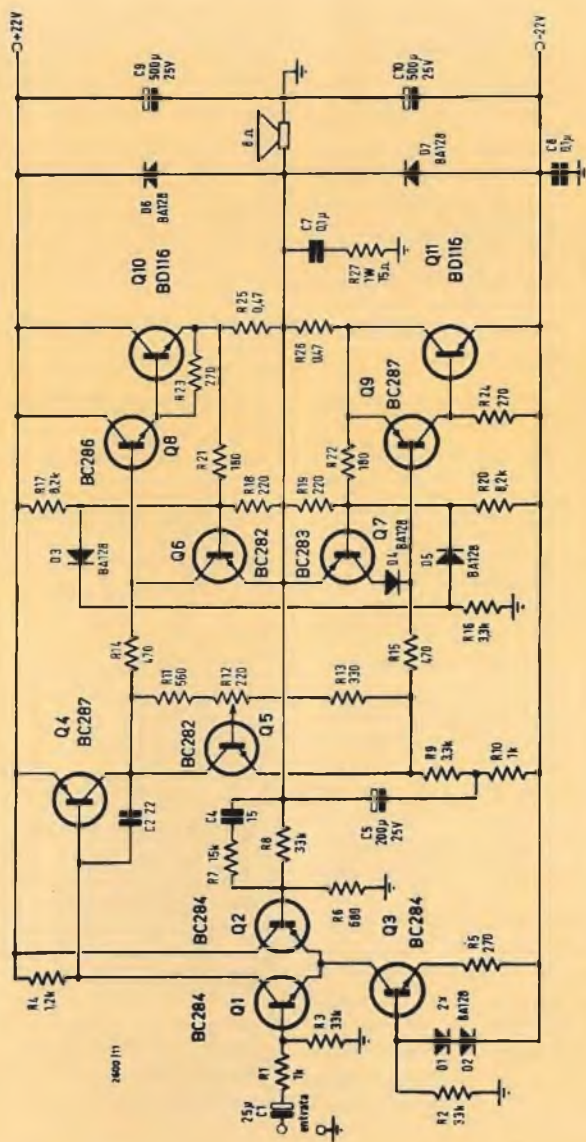 +22V
-22V
C9
500µ
25V
C10
500µ
25V
8Ω
D6
BA128
D7
BA128
C8
0,1µ
C7
0,1µ
R27
1W
15Ω
Q10
BD116
Q11
BD116
R25
0,47
R26
0,47
R23
270
R24
270
BC286
Q8
Q9
BC287
R17
8,2k
R21
180
R22
180
R18
220
R19
220
R20
8,2k
D3
BA128
Q6
BC282
BC283
Q7
D4
BA128
D5
BA128
R16
3,3k
R14
470
R15
470
Q4
BC287
R11
560
R12
220
R13
330
BC282
Q5
R9
3,3k
R10
1k
C2 22
C4
15
R7
15k
R8
33k
C5
200µ
25V
R6
680
BC284
Q2
BC284
Q1
Q3
BC284
R5
270
R4
1,2k
2600 111
R3
33k
R1
1k
25µ
C1
entrata
R2
33k
D1
D2
2x
BA128